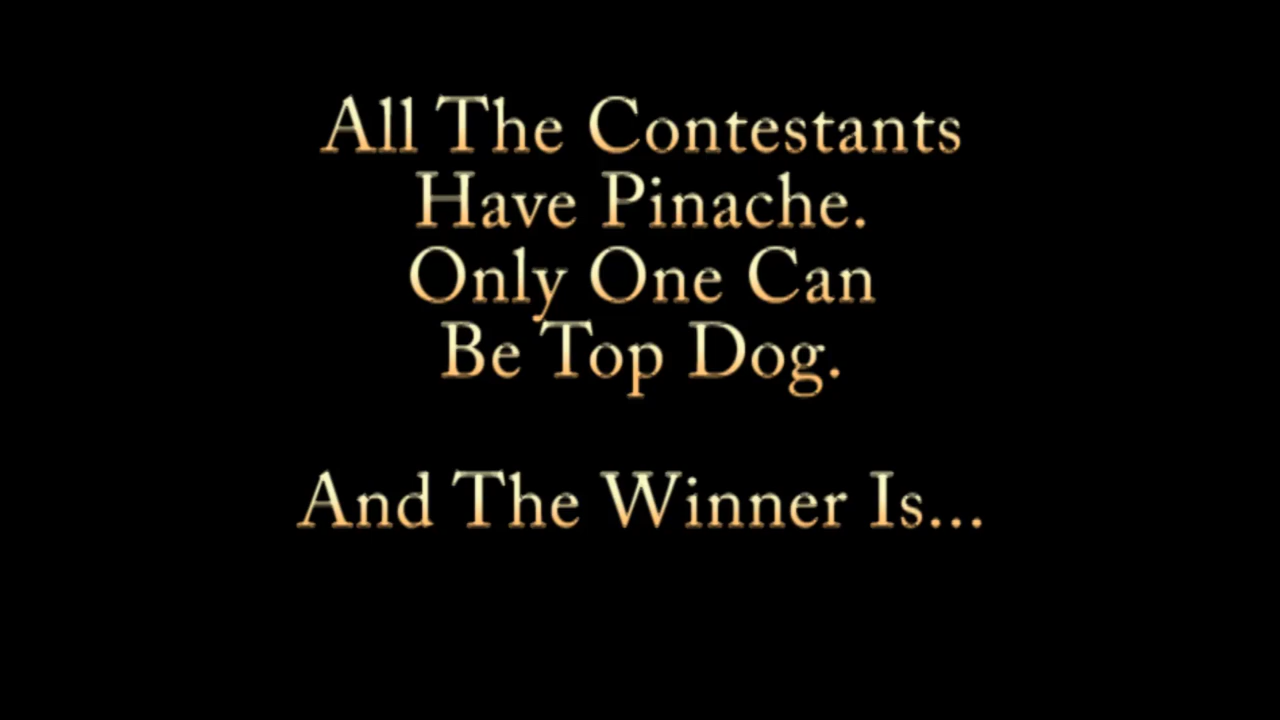 All The Contestants
Have Pinache.
Only One Can
Be Top Dog.
And The Winner Is...